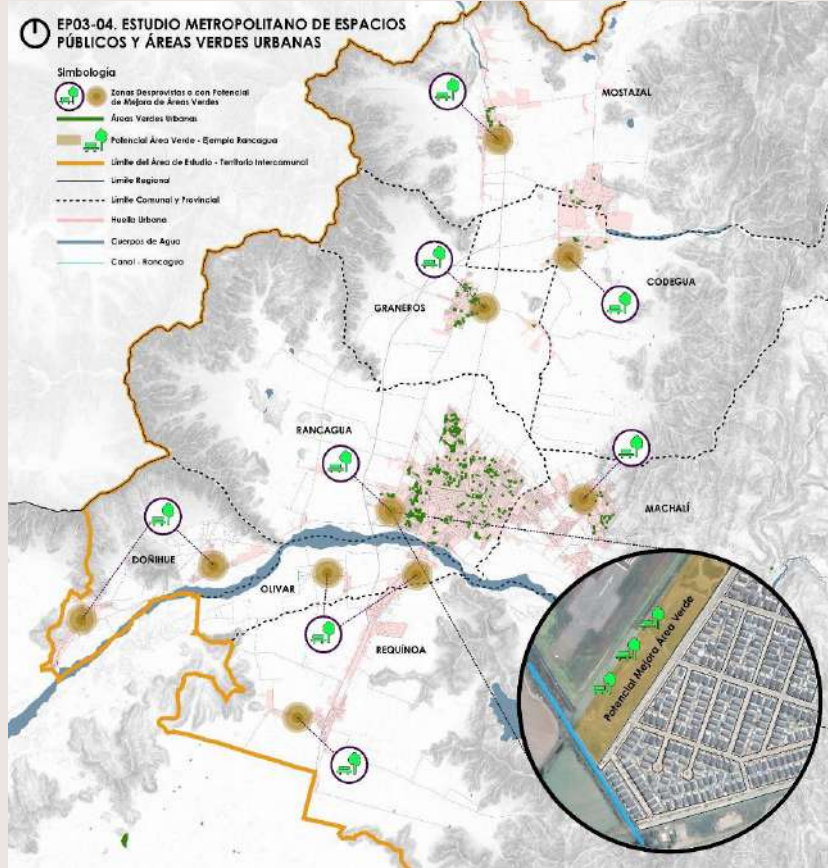 EP03-04. ESTUDIO METROPOLITANO DE ESPACIOS
PÚBLICOS Y ÁREAS VERDES URBANAS
Simbología
Zonas Desprovistas o con Potencial
de Mejora de Áreas Verdes
Áreas Verdes Urbanas
Potencial Área Verde - Ejemplo Rancagua
Límite del Área de Estudio - Territorio Intercomunal
Límite Regional
Límite Comunal y Provincial
Huella Urbana
Cuerpos de Agua
Canal - Rancagua
MOSTAZAL
CODEGUA
GRANEROS
RANCAGUA
MACHALÍ
DOÑIHUE
OLIVAR
REQUÍNOA
Potencial Mejora Área Verde